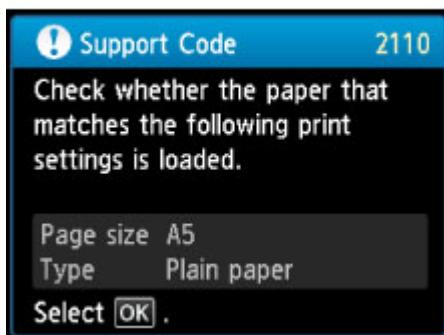 Support Code 2110
Check whether the paper that
matches the following print
settings is loaded.
Page size A5
Type Plain paper
Select OK .